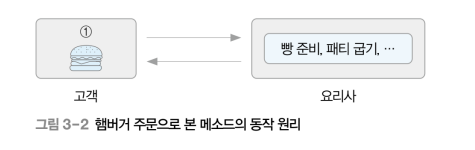 ①
빵 준비, 패티 굽기, …
고객
요리사
그림 3-2 햄버거 주문으로 본 메소드의 동작 원리